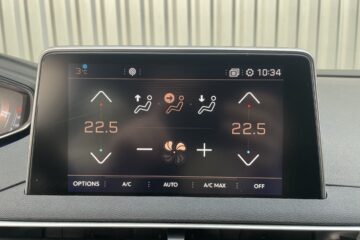 3°C 10:34
22.5 22.5
− +
OPTIONS A/C AUTO A/C MAX OFF